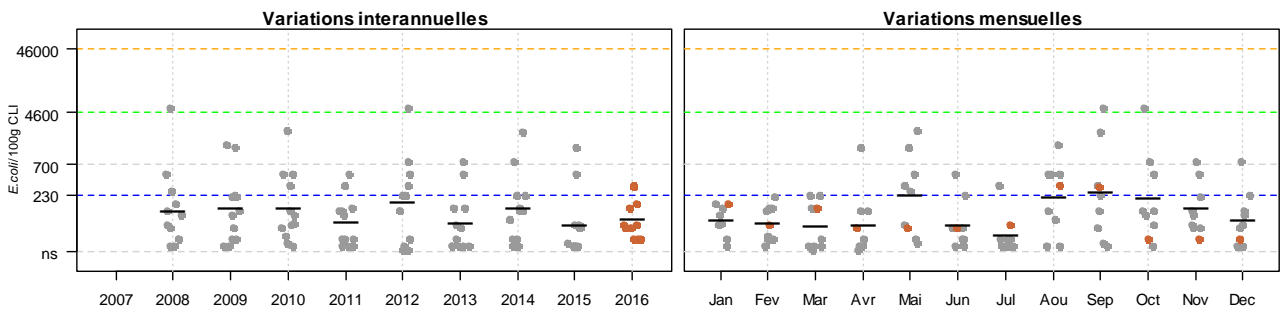 Variations interannuelles
Variations mensuelles
E.coli/100g CLI
46000
4600
700
230
ns
2007 2008 2009 2010 2011 2012 2013 2014 2015 2016
Jan Fev Mar Avr Mai Jun Jul Aou Sep Oct Nov Dec